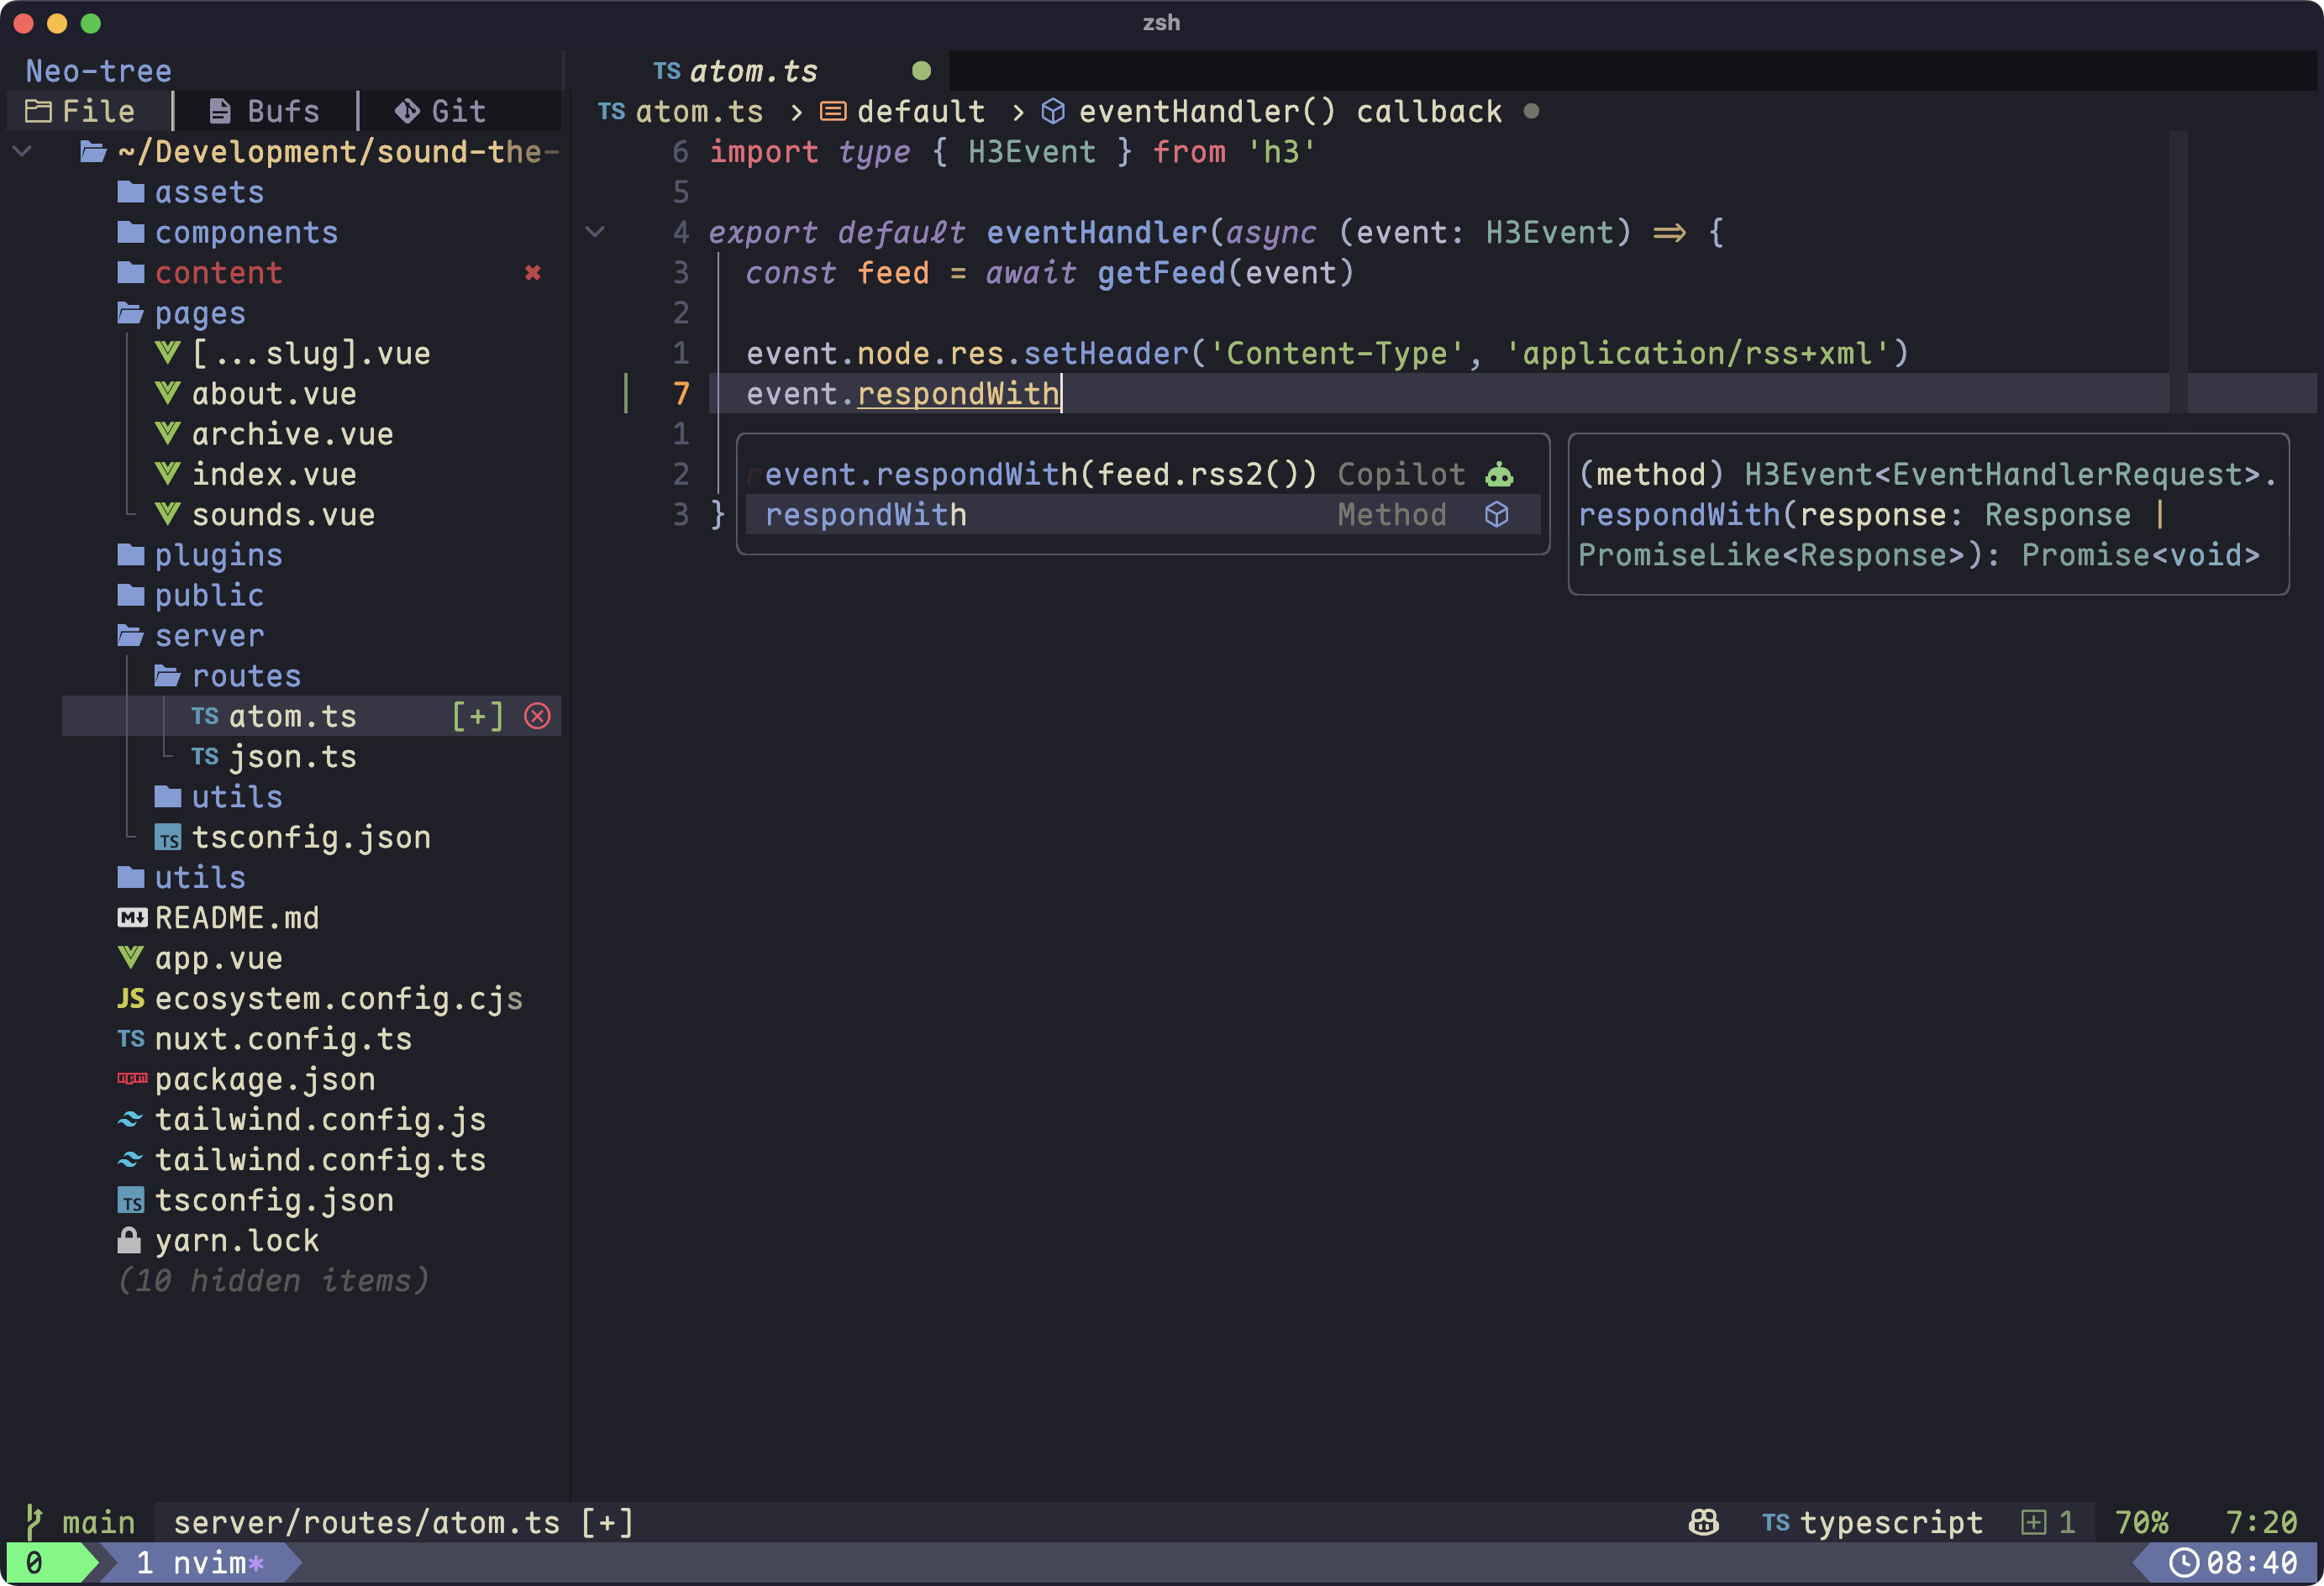 zsh
Neo-tree
File Bufs Git
~/Development/sound-the-
assets
components
content ✖
pages
[...slug].vue
about.vue
archive.vue
index.vue
sounds.vue
plugins
public
server
routes
TS atom.ts [+]
TS json.ts
utils
TS tsconfig.json
utils
M↓ README.md
app.vue
JS ecosystem.config.cjs
TS nuxt.config.ts
npm package.json
tailwind.config.js
tailwind.config.ts
TS tsconfig.json
yarn.lock
(10 hidden items)
TS atom.ts ●
TS atom.ts > default > eventHandler() callback ●
6 import type { H3Event } from 'h3'
5
4 export default eventHandler(async (event: H3Event) => {
3 const feed = await getFeed(event)
2
1 event.node.res.setHeader('Content-Type', 'application/rss+xml')
7 event.respondWith
1
2
3 }
event.respondWith(feed.rss2()) Copilot
respondWith Method
(method) H3Event<EventHandlerRequest>.
respondWith(response: Response |
PromiseLike<Response>): Promise<void>
main server/routes/atom.ts [+] TS typescript 1 70% 7:20
0 1 nvim* 08:40